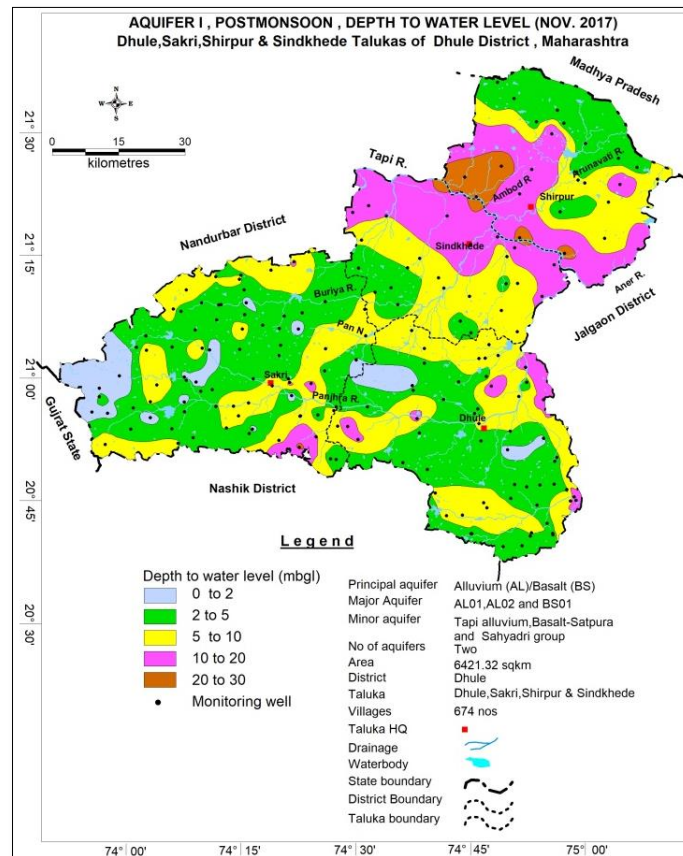 AQUIFER I , POSTMONSOON , DEPTH TO WATER LEVEL (NOV. 2017)
Dhule,Sakri,Shirpur & Sindkhede Talukas of Dhule District , Maharashtra
Madhya Pradesh
N
W E
S
21° 30'
0 15 30
kilometres
Tapi R.
Arunavati R.
Ambod R
Shirpur
Nandurbar District
Sindkhede
21° 15'
Aner R.
Buriya R.
Jalgaon District
Pan N.
21° 00'
Sakri
Panjhra R.
Gujrat State
Dhule
Nashik District
20° 45'
Legend
Depth to water level (mbgl)
0 to 2
2 to 5
5 to 10
10 to 20
20 to 30
Monitoring well
20° 30'
Principal aquifer Alluvium (AL)/Basalt (BS)
Major Aquifer AL01,AL02 and BS01
Minor aquifer Tapi alluvium,Basalt-Satpura
and Sahyadri group
No of aquifers Two
Area 6421.32 sqkm
District Dhule
Taluka Dhule,Sakri,Shirpur & Sindkhede
Villages 674 nos
Taluka HQ
Drainage
Waterbody
State boundary
District Boundary
Taluka boundary
74° 00' 74° 15' 74° 30' 74° 45' 75° 00'